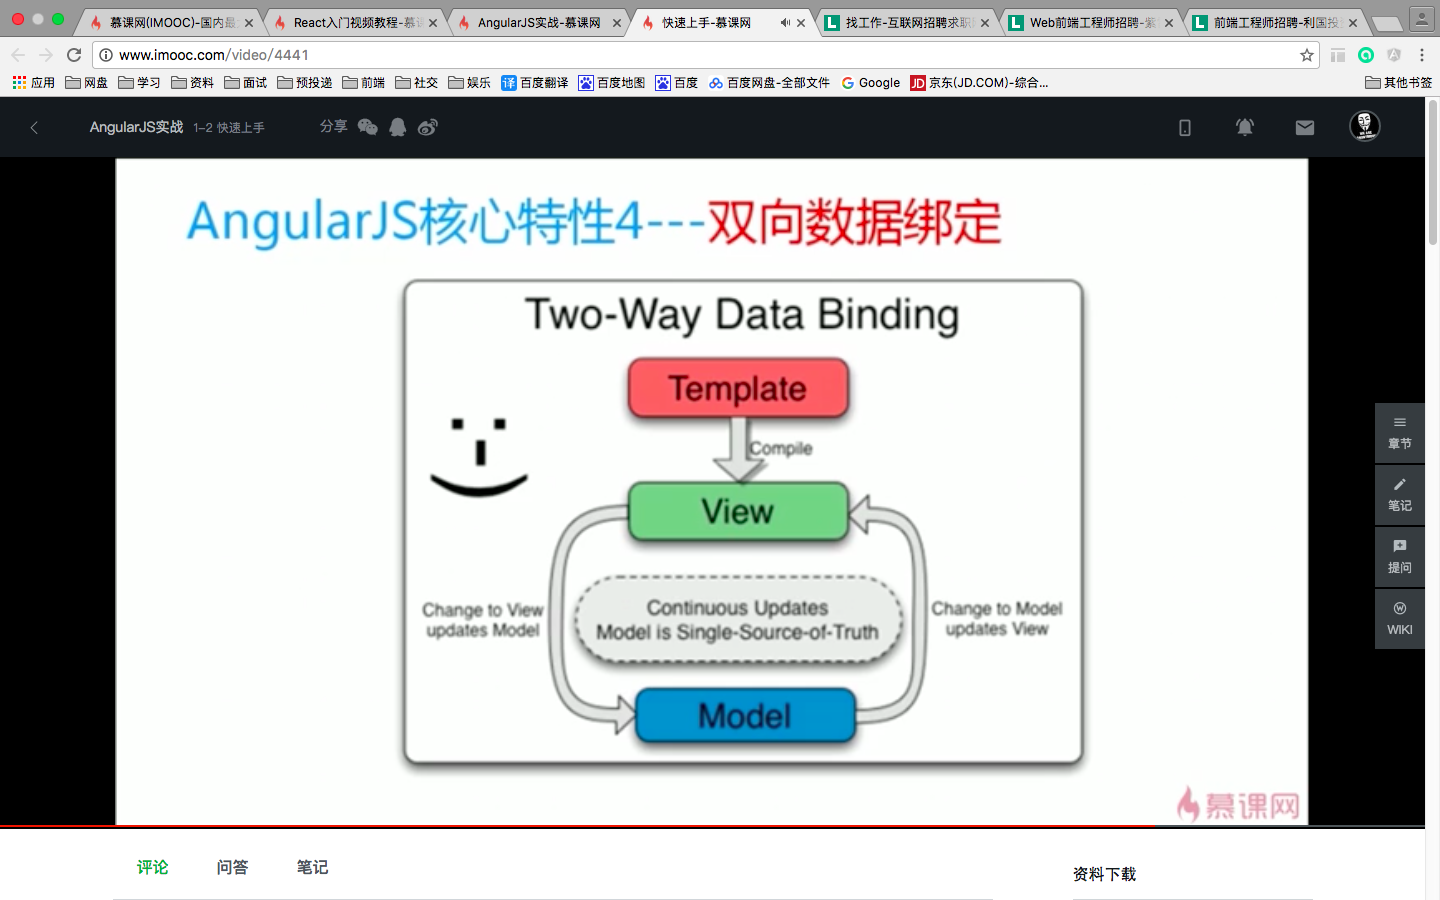 慕课网(IMOOC)-国内最
React入门视频教程-慕课
AngularJS实战-慕课网
快速上手-慕课网
找工作-互联网招聘求职
Web前端工程师招聘-紫
前端工程师招聘-利国投
www.imooc.com/video/4441
应用
网盘
学习
资料
面试
预投递
前端
社交
娱乐
译 百度翻译
百度地图
百度
百度网盘-全部文件
Google
JD 京东(JD.COM)-综合...
其他书签
AngularJS实战 1-2 快速上手
分享
AngularJS核心特性4---双向数据绑定
Two-Way Data Binding
Template
Compile
View
Change to View
updates Model
Continuous Updates
Model is Single-Source-of-Truth
Change to Model
updates View
Model
慕课网
章节
笔记
提问
WIKI
评论
问答
笔记
资料下载